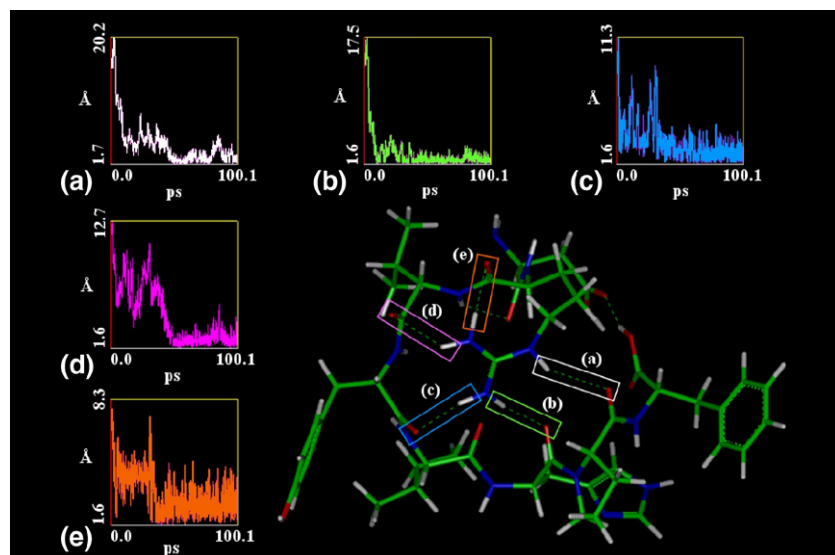 20.2
Å
1.7
0.0
100.1
ps
(a)
17.5
Å
1.6
0.0
100.1
ps
(b)
11.3
Å
1.6
0.0
100.1
ps
(c)
12.7
Å
1.6
0.0
100.1
ps
(d)
8.3
Å
1.6
0.0
100.1
ps
(e)
(e)
(d)
(a)
(c)
(b)